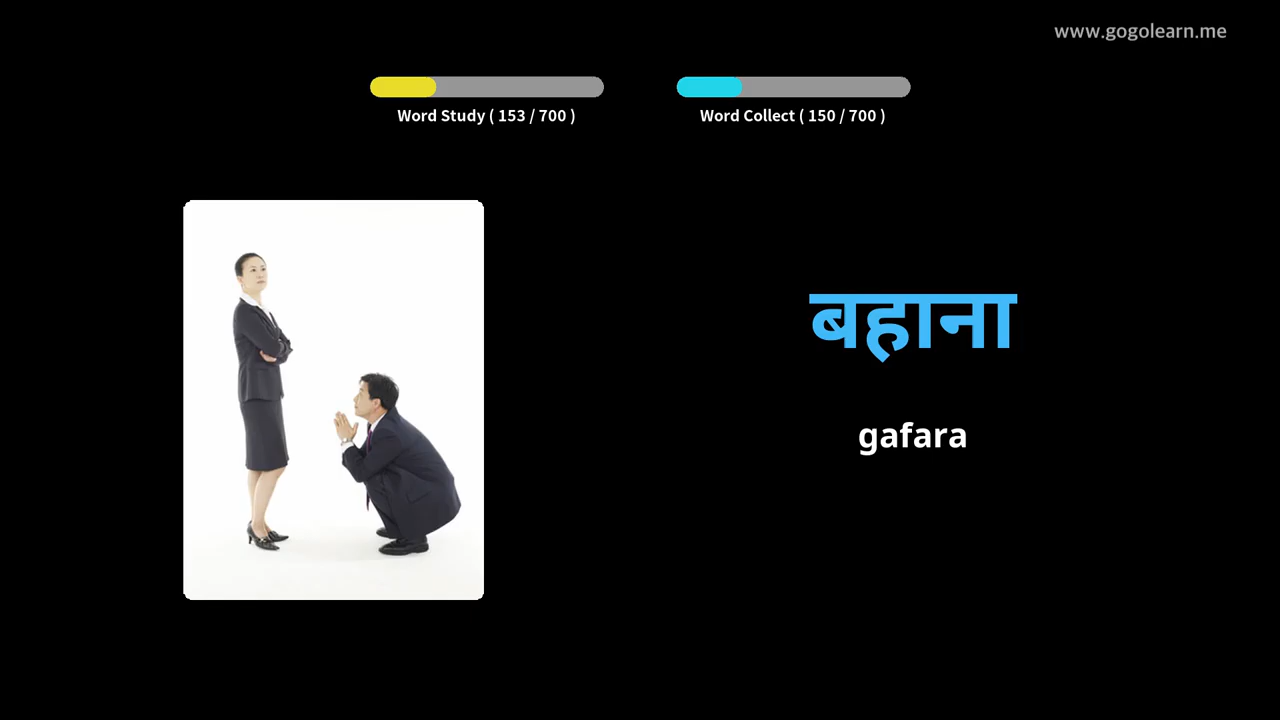 www.gogolearn.me
Word Study ( 153 / 700 )
Word Collect ( 150 / 700 )
बहाना
gafara